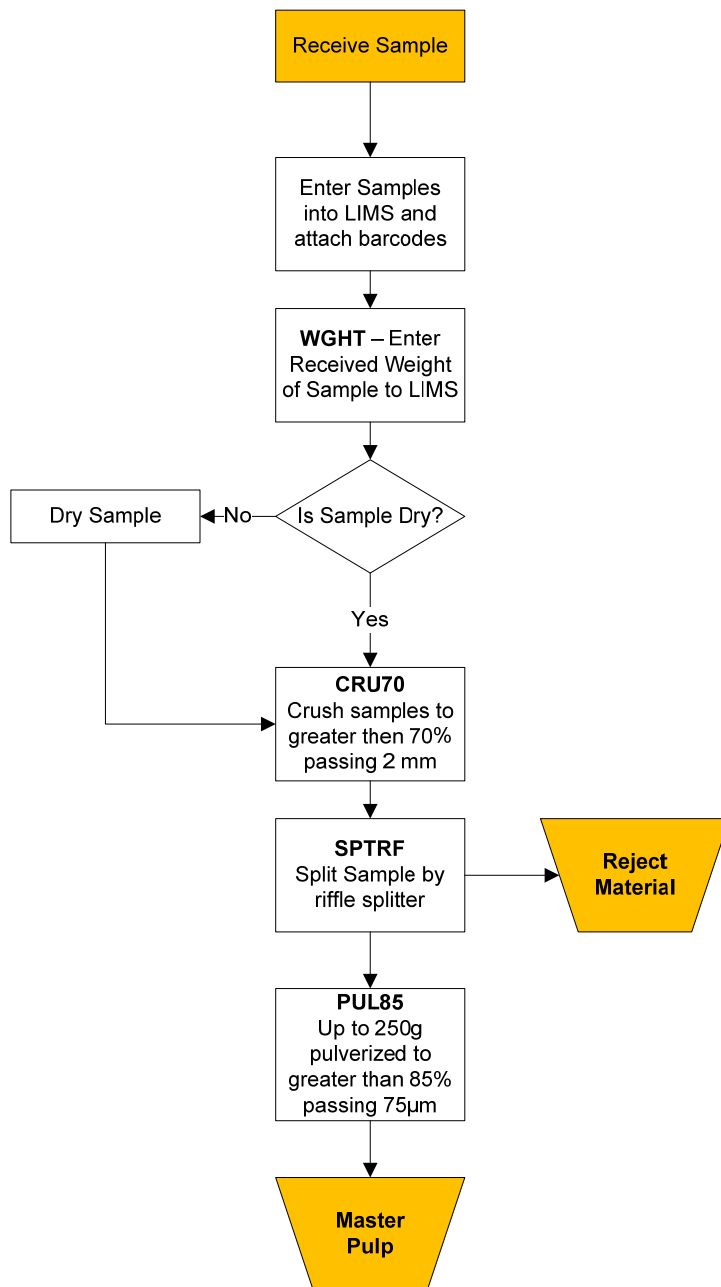 Receive Sample
Enter Samples
into LIMS and
attach barcodes
WGHT – Enter
Received Weight
of Sample to LIMS
Is Sample Dry?
No
Dry Sample
Yes
CRU70
Crush samples to
greater then 70%
passing 2 mm
SPTRF
Split Sample by
riffle splitter
Reject
Material
PUL85
Up to 250g
pulverized to
greater than 85%
passing 75µm
Master
Pulp